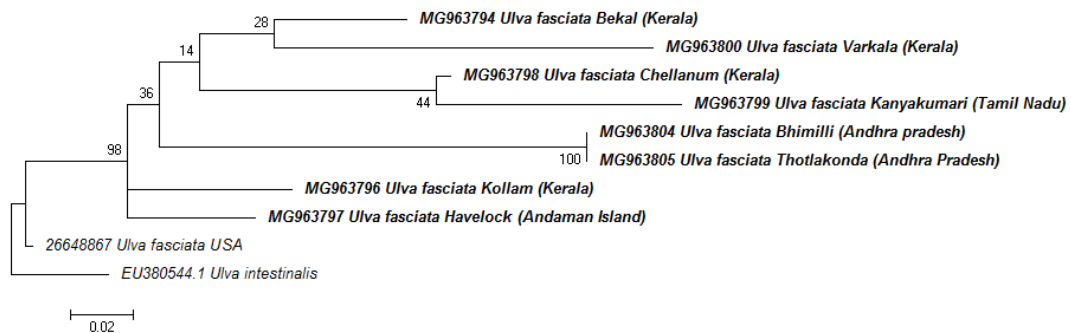 MG963794 Ulva fasciata Bekal (Kerala)
28
MG963800 Ulva fasciata Varkala (Kerala)
14
MG963798 Ulva fasciata Chellanum (Kerala)
36
44
MG963799 Ulva fasciata Kanyakumari (Tamil Nadu)
MG963804 Ulva fasciata Bhimilli (Andhra pradesh)
98
100
MG963805 Ulva fasciata Thotlakonda (Andhra Pradesh)
MG963796 Ulva fasciata Kollam (Kerala)
MG963797 Ulva fasciata Havelock (Andaman Island)
26648867 Ulva fasciata USA
EU380544.1 Ulva intestinalis
0.02